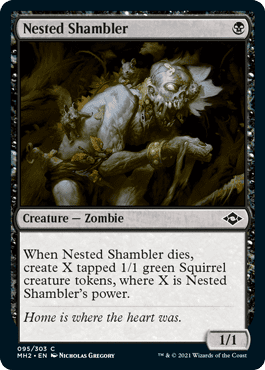 Nested Shambler
Creature — Zombie
When Nested Shambler dies,
create X tapped 1/1 green Squirrel
creature tokens, where X is Nested
Shambler's power.
Home is where the heart was.
1/1
095/303 C
MH2 • EN Nicholas Gregory
™ & © 2021 Wizards of the Coast